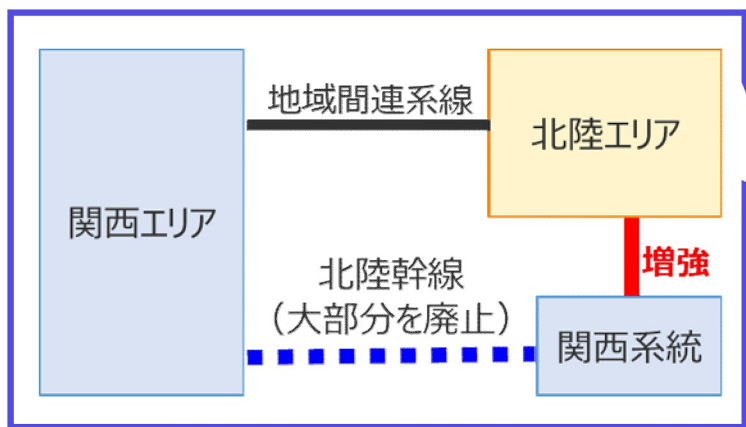 地域間連系線
北陸エリア
関西エリア
増強
北陸幹線
（大部分を廃止）
関西系統